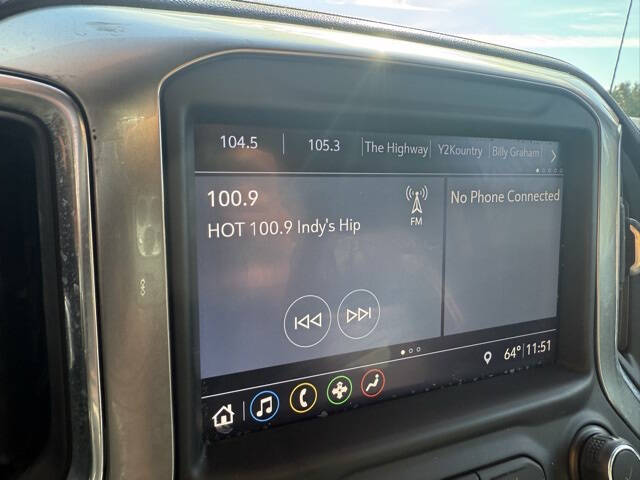 104.5 105.3 The Highway Y2Kountry Billy Graham
100.9
FM
HOT 100.9 Indy's Hip
No Phone Connected
64° 11:51